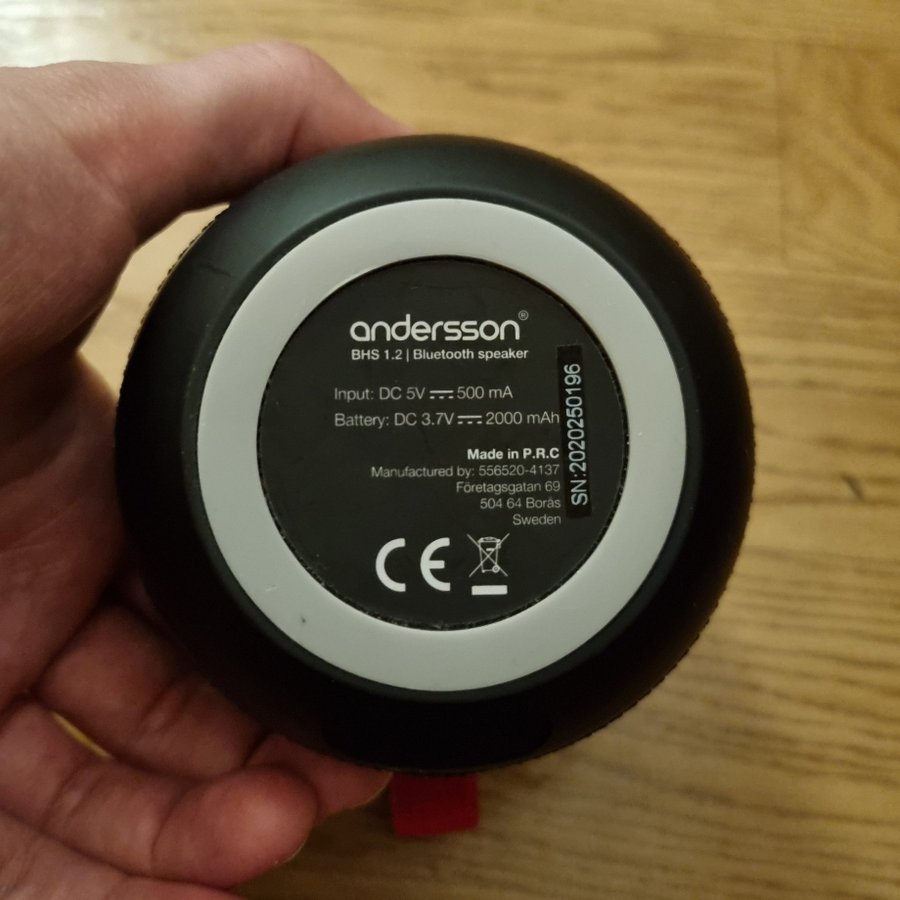 andersson®
BHS 1.2 | Bluetooth speaker
Input: DC 5V ⎓ 500 mA
Battery: DC 3.7V ⎓ 2000 mAh
Made in P.R.C
Manufactured by: 556520-4137
Företagsgatan 69
504 64 Borås
Sweden
CE
SN:2020250196